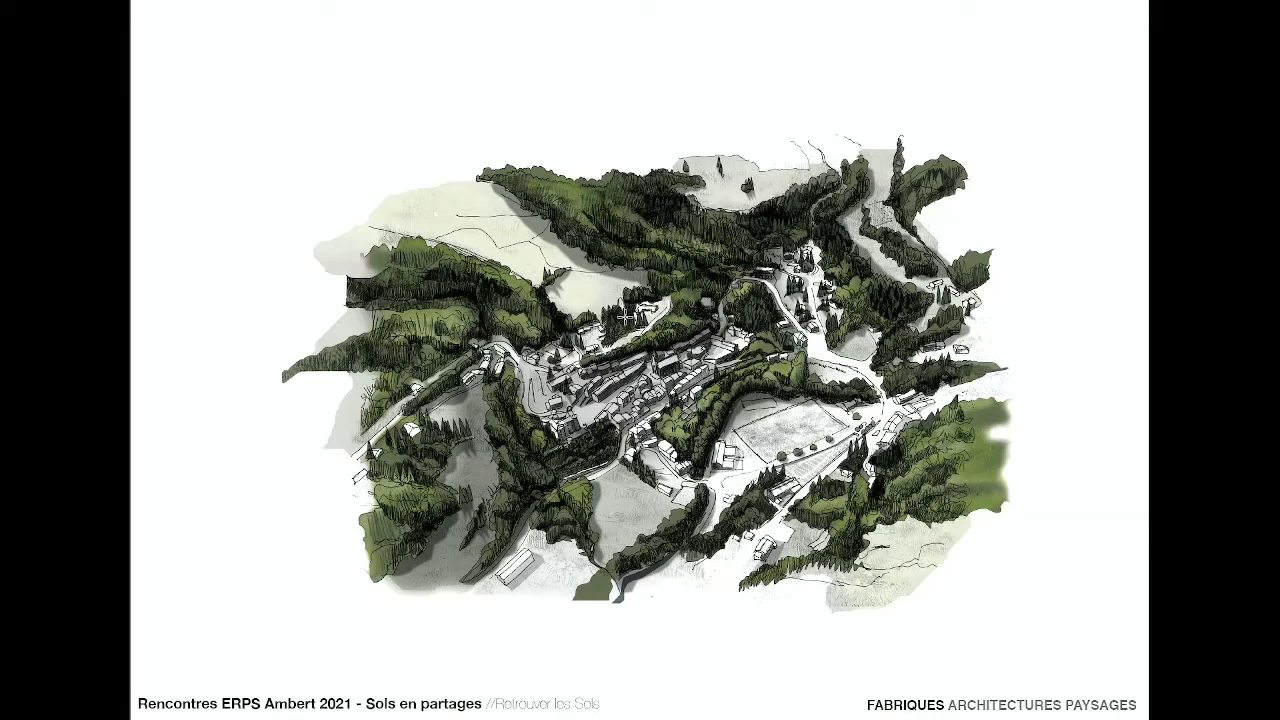 Rencontres ERPS Ambert 2021 - Sols en partages //Retrouver les Sols
FABRIQUES ARCHITECTURES PAYSAGES